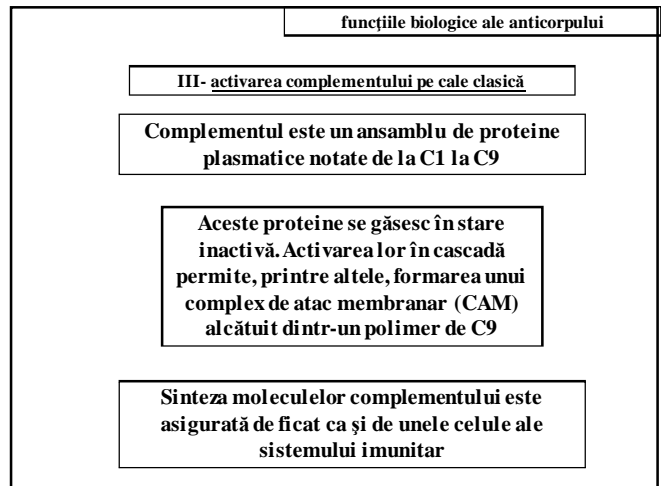 funcţiile biologice ale anticorpului
III- activarea complementului pe cale clasică
Complementul este un ansamblu de proteine
plasmatice notate de la C1 la C9
Aceste proteine se găsesc în stare
inactivă. Activarea lor în cascadă
permite, printre altele, formarea unui
complex de atac membranar (CAM)
alcătuit dintr-un polimer de C9
Sinteza moleculelor complementului este
asigurată de ficat ca şi de unele celule ale
sistemului imunitar